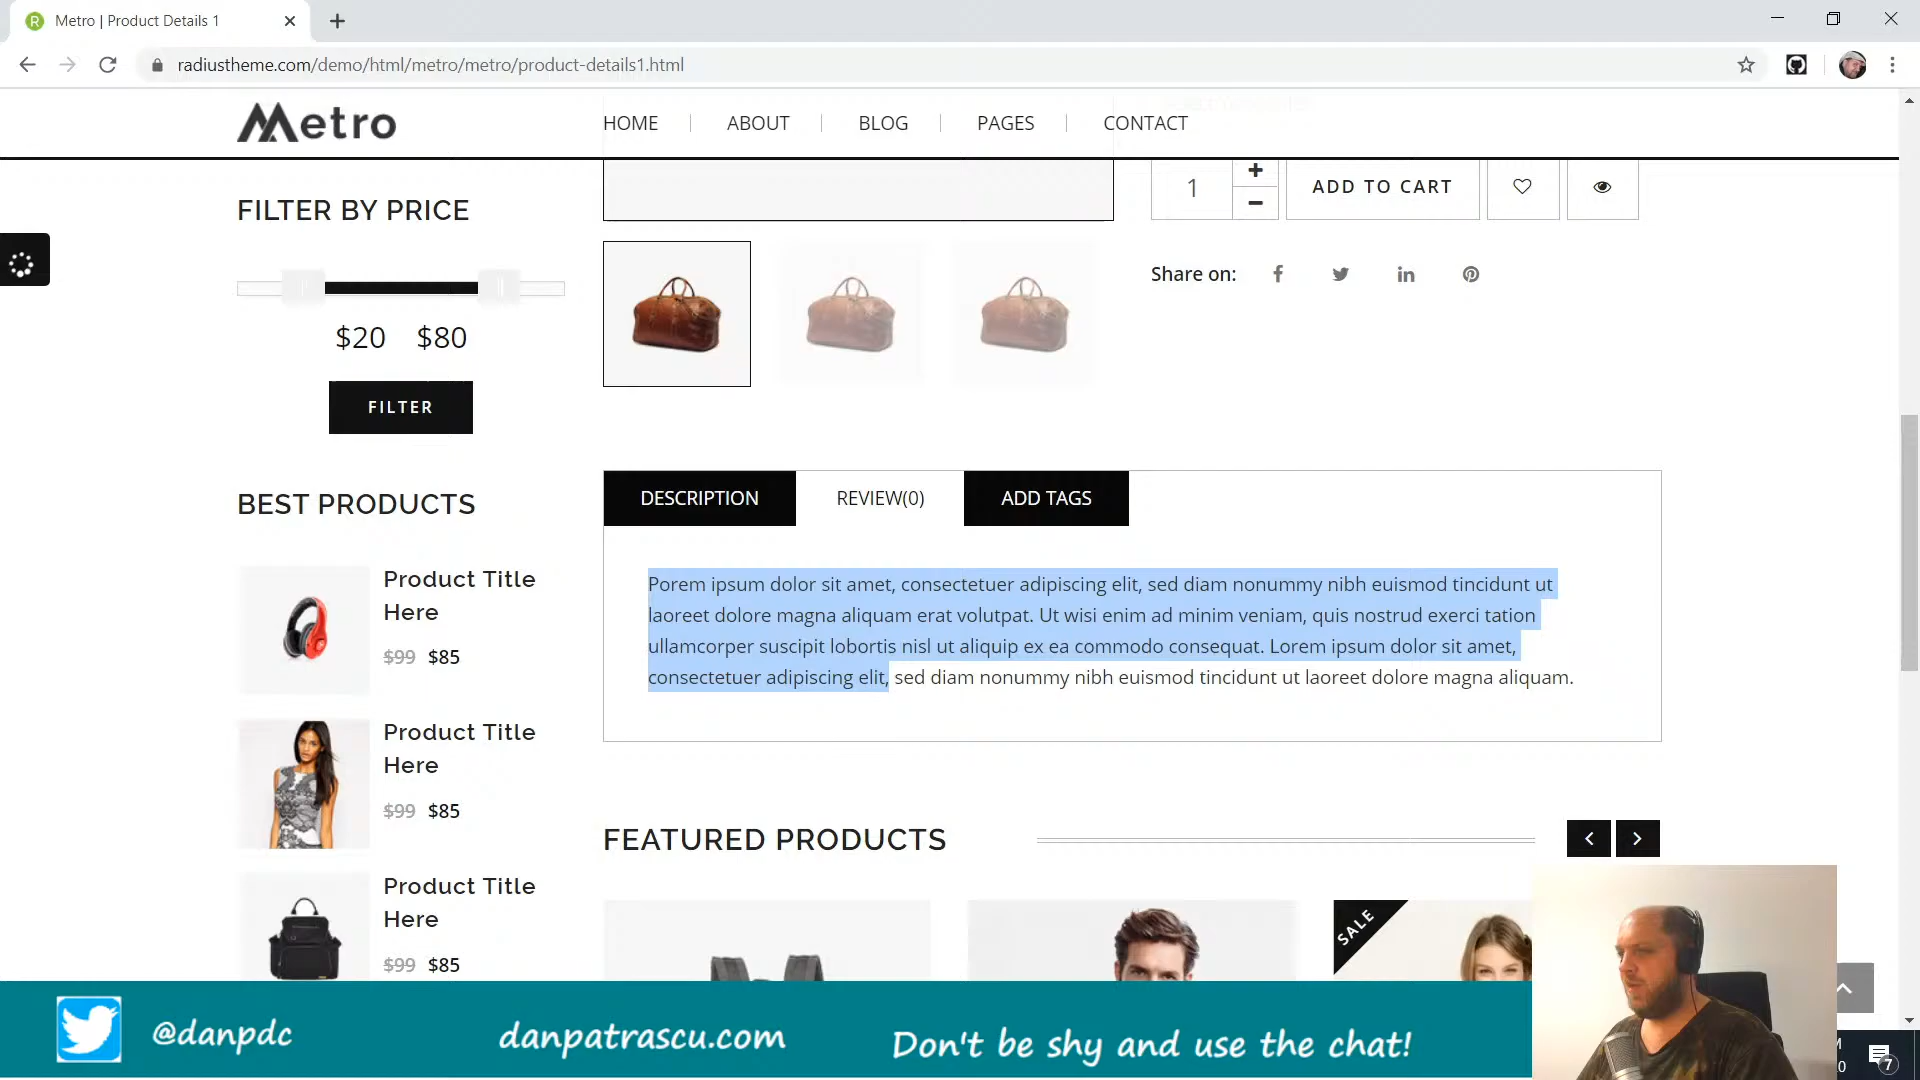 Metro | Product Details 1
radiustheme.com/demo/html/metro/metro/product-details1.html
Metro
HOME
ABOUT
BLOG
PAGES
CONTACT
FILTER BY PRICE
$20 $80
FILTER
1
ADD TO CART
Share on:
DESCRIPTION
REVIEW(0)
ADD TAGS
Porem ipsum dolor sit amet, consectetuer adipiscing elit, sed diam nonummy nibh euismod tincidunt ut
laoreet dolore magna aliquam erat volutpat. Ut wisi enim ad minim veniam, quis nostrud exerci tation
ullamcorper suscipit lobortis nisl ut aliquip ex ea commodo consequat. Lorem ipsum dolor sit amet,
consectetuer adipiscing elit, sed diam nonummy nibh euismod tincidunt ut laoreet dolore magna aliquam.
BEST PRODUCTS
Product Title
Here
$99 $85
Product Title
Here
$99 $85
Product Title
Here
$99 $85
FEATURED PRODUCTS
SALE
@danpdc
danpatrascu.com
Don't be shy and use the chat!
7